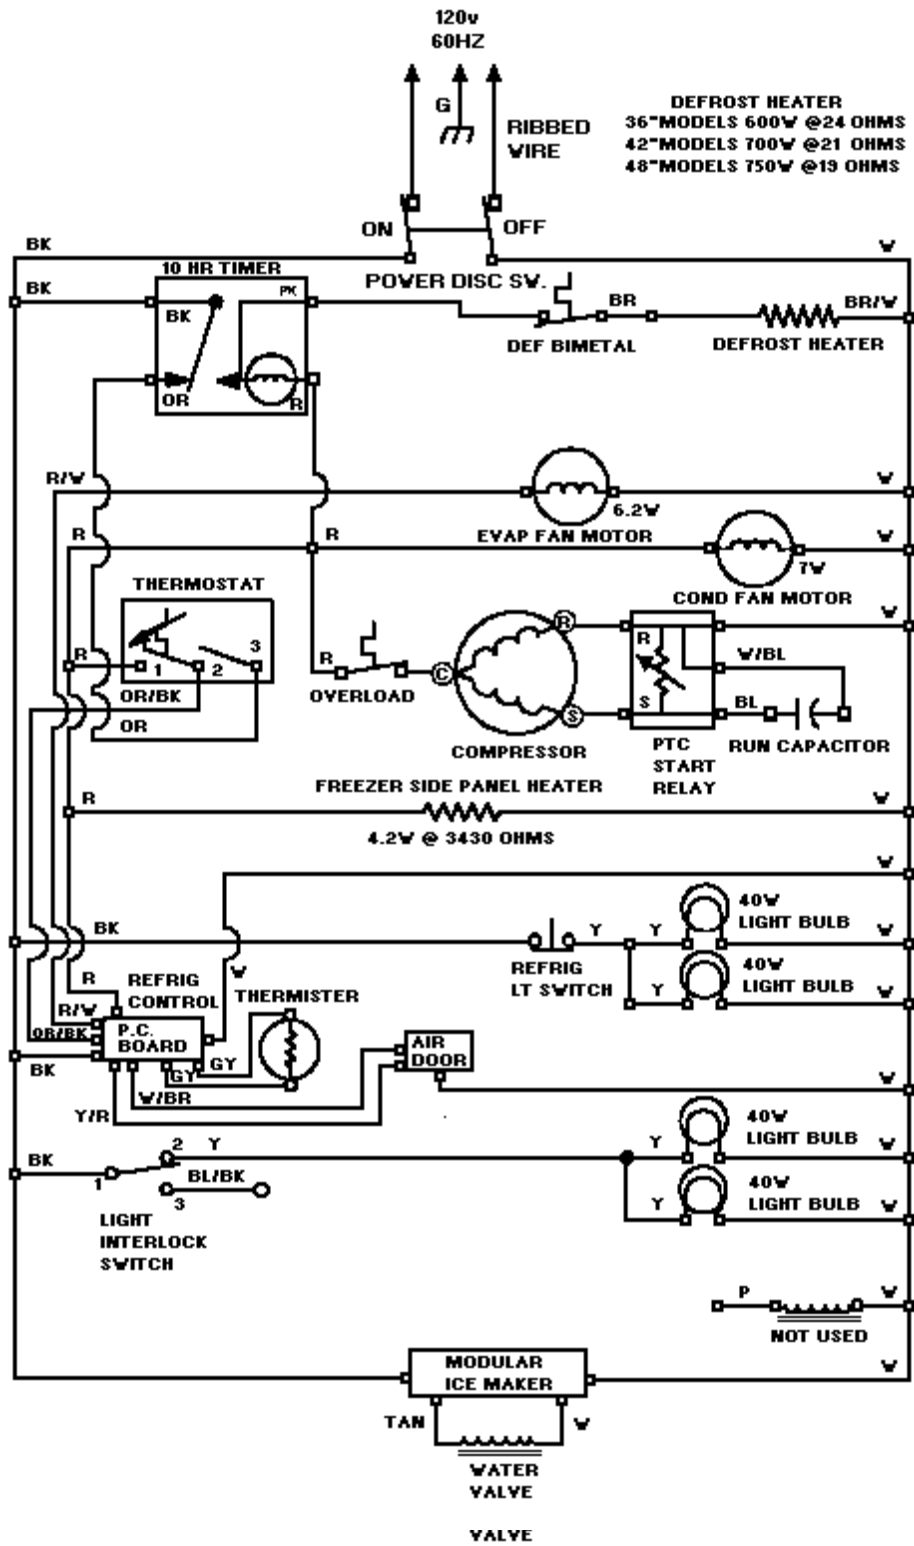 120v
60HZ
G
RIBBED
WIRE
DEFROST HEATER
36"MODELS 600W @24 OHMS
42"MODELS 700W @21 OHMS
48"MODELS 750W @19 OHMS
ON
OFF
BK
W
10 HR TIMER
POWER DISC SW.
BK
PK
BK
BR
BR/W
DEF BIMETAL
DEFROST HEATER
OR
R
R/W
W
6.2W
EVAP FAN MOTOR
R
W
7W
COND FAN MOTOR
THERMOSTAT
3
R
1
2
OR/BK
OR
R
OVERLOAD
C
R
S
COMPRESSOR
R
S
W
W/BL
BL
PTC
START
RELAY
RUN CAPACITOR
FREEZER SIDE PANEL HEATER
R
W
4.2W @ 3430 OHMS
W
BK
REFRIG
LT SWITCH
Y
Y
40W
LIGHT BULB
W
Y
40W
LIGHT BULB
W
R
REFRIG
CONTROL
W
THERMISTER
R/W
OR/BK
P.C.
BOARD
BK
GY
GY
AIR
DOOR
W/BR
Y/R
W
BK
1
2
Y
BL/BK
3
LIGHT
INTERLOCK
SWITCH
Y
40W
LIGHT BULB
W
Y
40W
LIGHT BULB
W
P
W
NOT USED
MODULAR
ICE MAKER
W
TAN
W
WATER
VALVE
VALVE